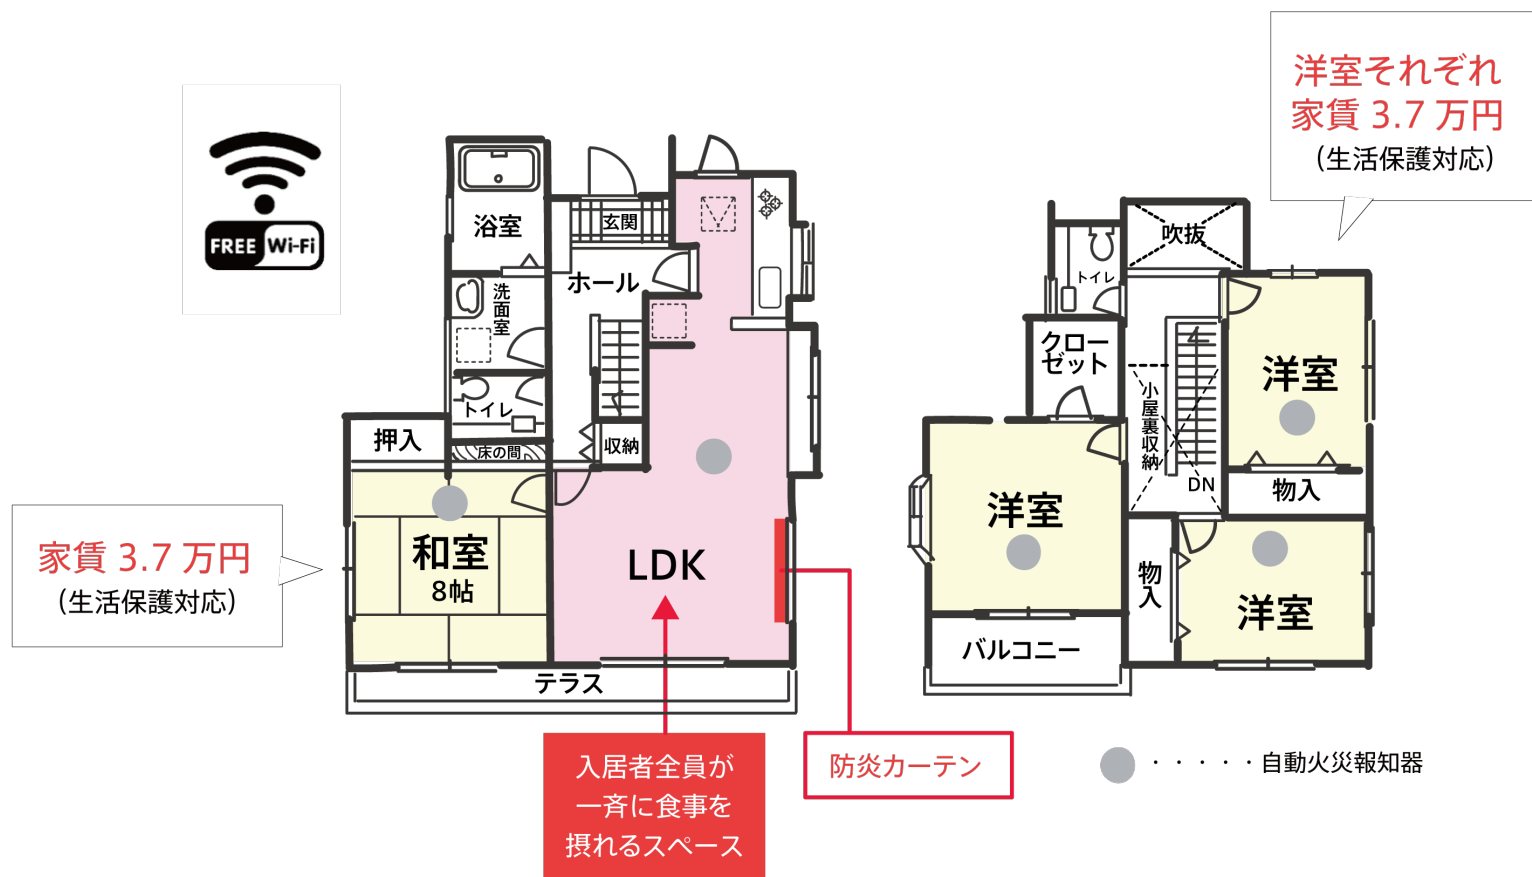 FREE Wi-Fi
浴室
玄関
ホール
洗面室
トイレ
押入
床の間
収納
和室
8帖
LDK
テラス
家賃 3.7 万円
(生活保護対応)
入居者全員が
一斉に食事を
摂れるスペース
防炎カーテン
洋室それぞれ
家賃 3.7 万円
(生活保護対応)
吹抜
トイレ
クロー
ゼット
洋室
小屋裏収納
DN
物入
洋室
物入
洋室
バルコニー
・・・・・自動火災報知器